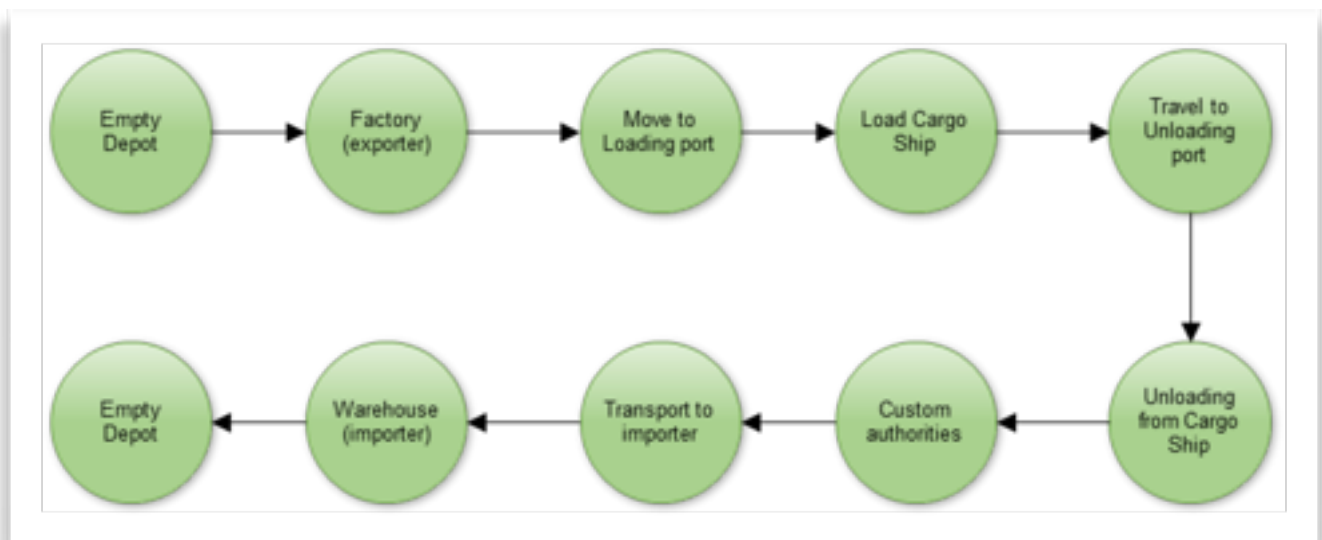 Empty
Depot
Factory
(exporter)
Move to
Loading port
Load Cargo
Ship
Travel to
Unloading
port
Unloading
from Cargo
Ship
Custom
authorities
Transport to
importer
Warehouse
(importer)
Empty
Depot